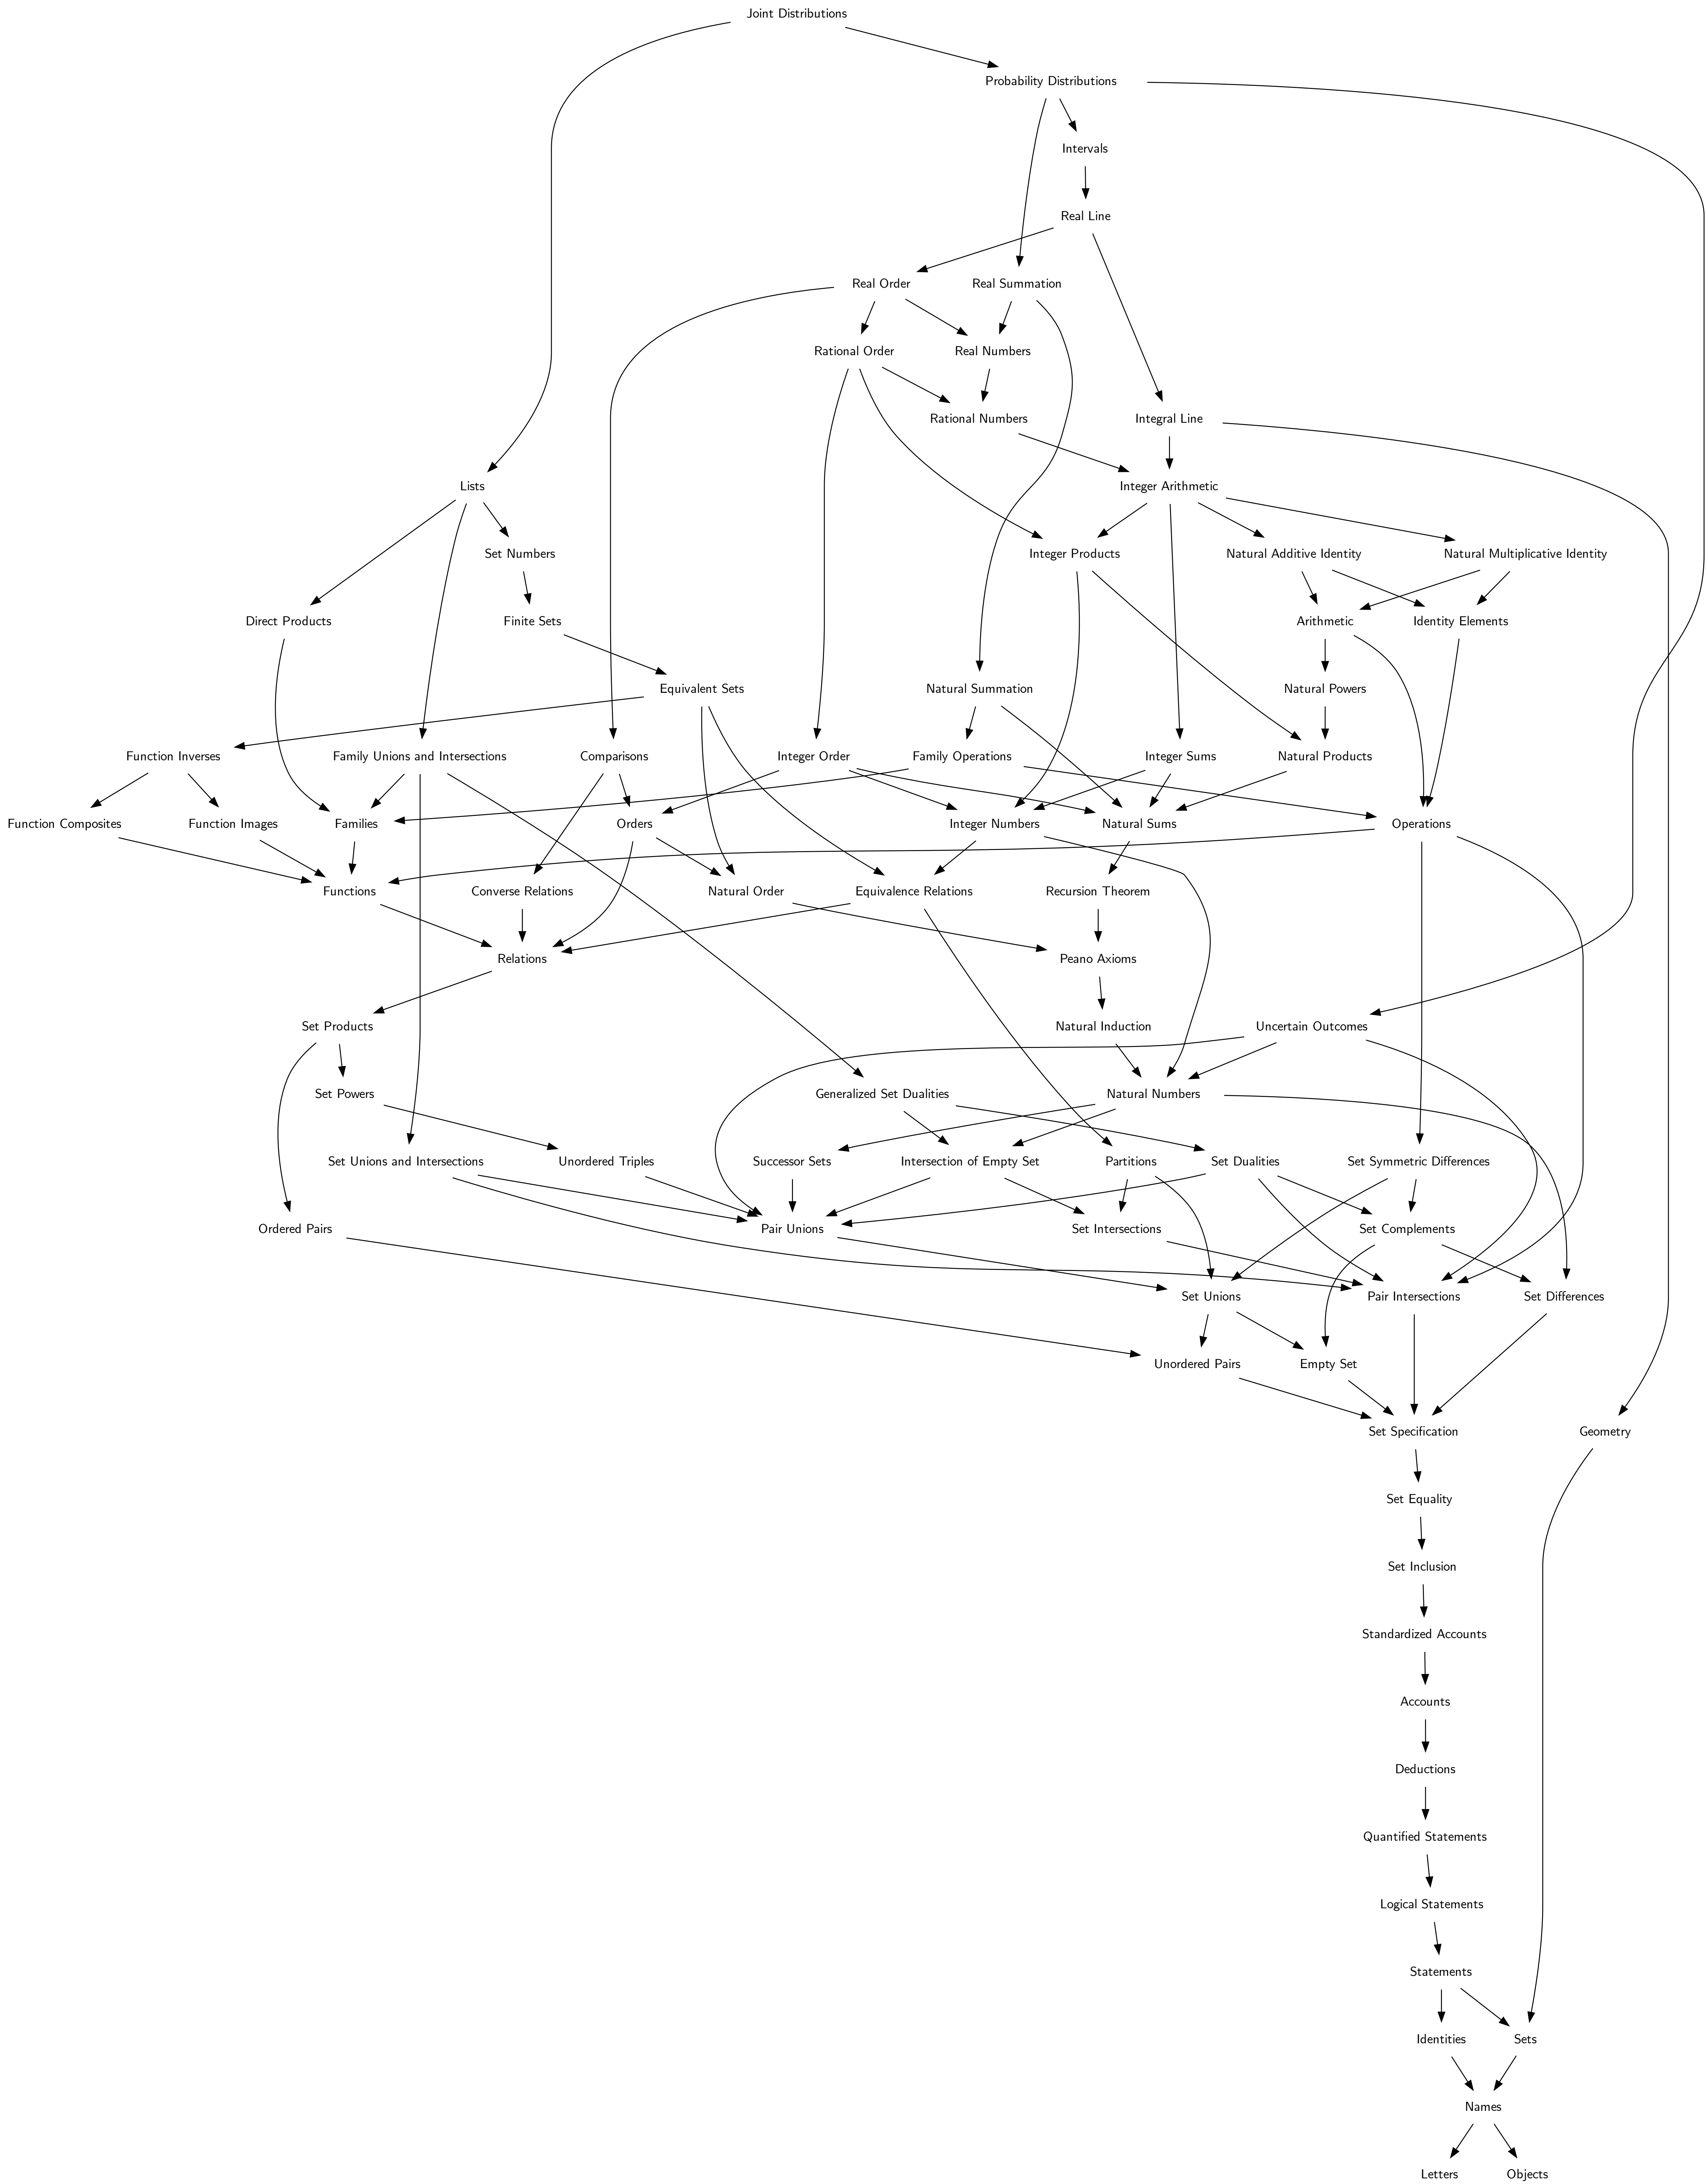 Joint Distributions
Probability Distributions
Intervals
Real Line
Real Order
Real Summation
Rational Order
Real Numbers
Rational Numbers
Integral Line
Lists
Integer Arithmetic
Set Numbers
Integer Products
Natural Additive Identity
Natural Multiplicative Identity
Direct Products
Finite Sets
Arithmetic
Identity Elements
Equivalent Sets
Natural Summation
Natural Powers
Function Inverses
Family Unions and Intersections
Comparisons
Integer Order
Family Operations
Integer Sums
Natural Products
Function Composites
Function Images
Families
Orders
Integer Numbers
Natural Sums
Operations
Functions
Converse Relations
Natural Order
Equivalence Relations
Recursion Theorem
Relations
Peano Axioms
Set Products
Natural Induction
Uncertain Outcomes
Set Powers
Generalized Set Dualities
Natural Numbers
Set Unions and Intersections
Unordered Triples
Successor Sets
Intersection of Empty Set
Partitions
Set Dualities
Set Symmetric Differences
Ordered Pairs
Pair Unions
Set Intersections
Set Complements
Set Unions
Pair Intersections
Set Differences
Unordered Pairs
Empty Set
Set Specification
Geometry
Set Equality
Set Inclusion
Standardized Accounts
Accounts
Deductions
Quantified Statements
Logical Statements
Statements
Identities
Sets
Names
Letters
Objects